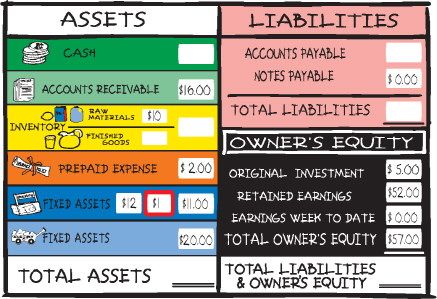 ASSETS
CASH
ACCOUNTS RECEIVABLE $16.00
INVENTORY
RAW MATERIALS $10
FINISHED GOODS
PREPAID EXPENSE $2.00
FIXED ASSETS $12 $1 $11.00
FIXED ASSETS $20.00
TOTAL ASSETS
LIABILITIES
ACCOUNTS PAYABLE
NOTES PAYABLE $0.00
TOTAL LIABILITIES
OWNER'S EQUITY
ORIGINAL INVESTMENT $5.00
RETAINED EARNINGS $52.00
EARNINGS WEEK TO DATE $0.00
TOTAL OWNER'S EQUITY $57.00
TOTAL LIABILITIES
& OWNER'S EQUITY